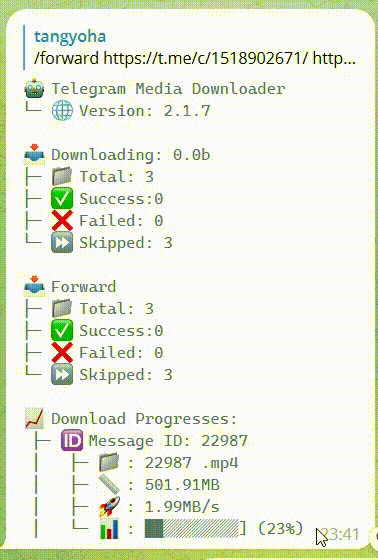 tangyoha
/forward https://t.me/c/1518902671/ http...
Telegram Media Downloader
└─ 🌐 Version: 2.1.7
📥 Downloading: 0.0b
├─ 📁 Total: 3
├─ ✅ Success:0
├─ ❌ Failed: 0
└─ ⏩ Skipped: 3
📥 Forward
├─ 📁 Total: 3
├─ ✅ Success:0
├─ ❌ Failed: 0
└─ ⏩ Skipped: 3
📈 Download Progresses:
├─ 🆔 Message ID: 22987
│   ├─ 📁 : 22987 .mp4
│   ├─ 📏 : 501.91MB
│   ├─ 🚀 : 1.99MB/s
│   └─ 📊 : ] (23%)
23:41